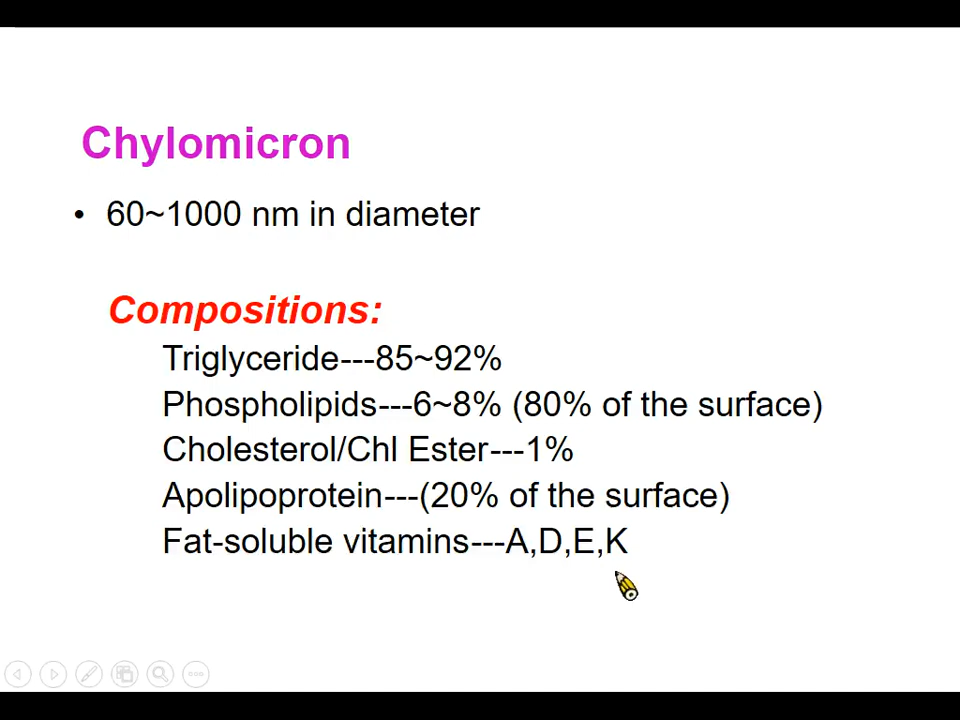 Chylomicron
• 60~1000 nm in diameter
Compositions:
Triglyceride---85~92%
Phospholipids---6~8% (80% of the surface)
Cholesterol/Chl Ester---1%
Apolipoprotein---(20% of the surface)
Fat-soluble vitamins---A,D,E,K